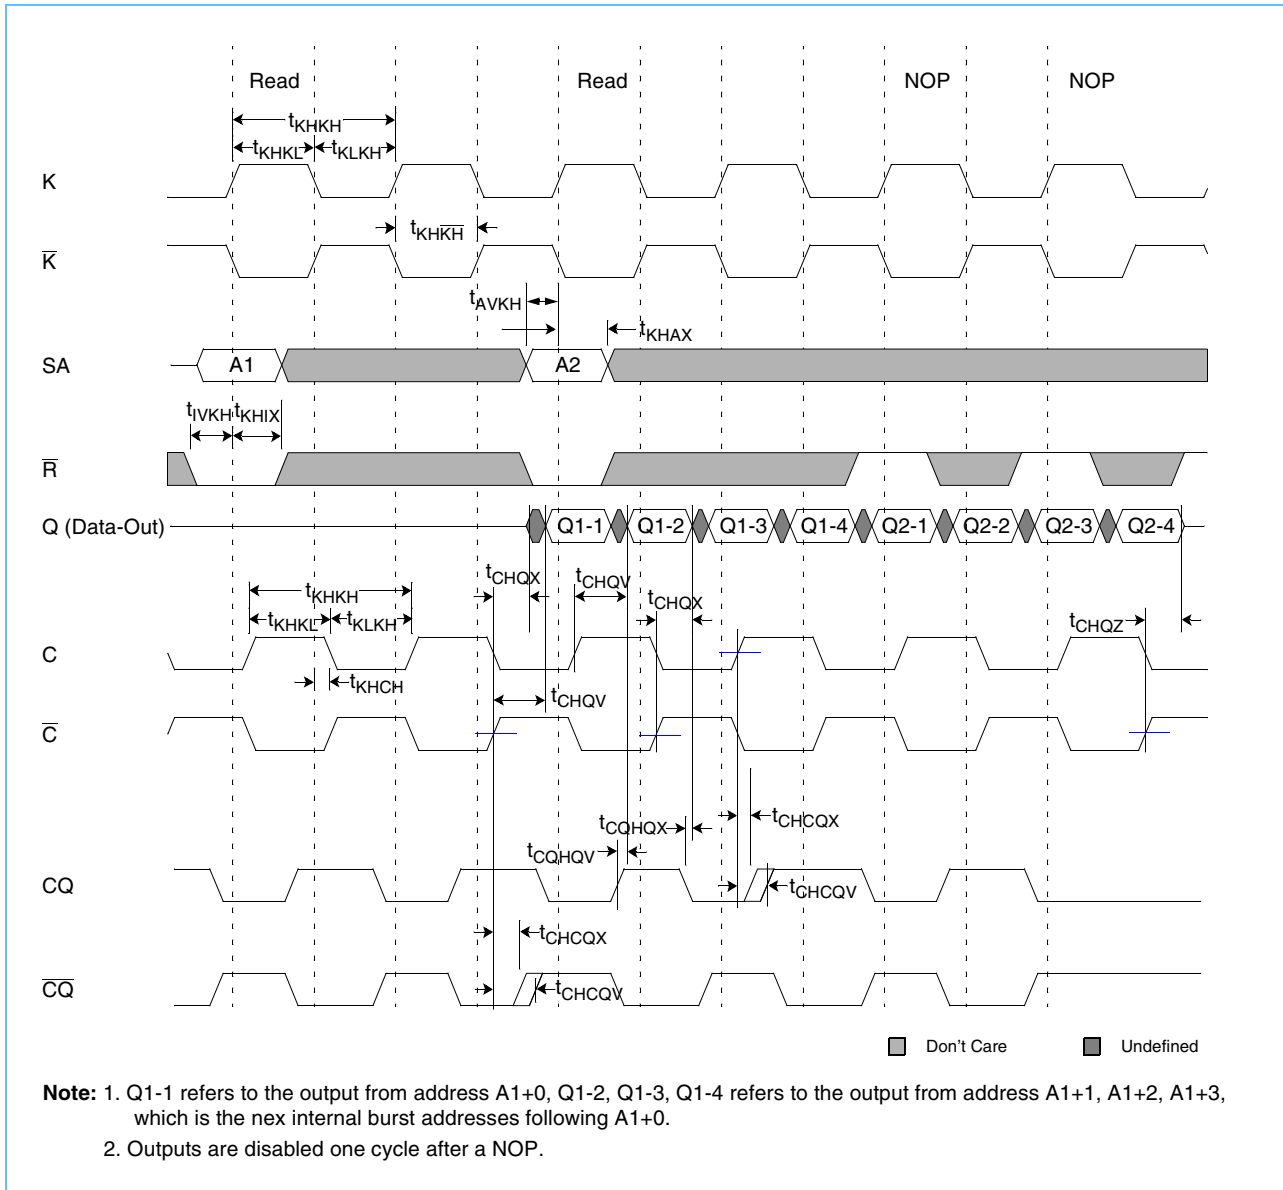 Read Read NOP NOP
tKHKH
tKHKL tKLKH
K
tKHK̅H̅
K̅
tAVKH
tKHAX
SA A1 A2
tIVKH tKHIX
R̅
Q (Data-Out) Q1-1 Q1-2 Q1-3 Q1-4 Q2-1 Q2-2 Q2-3 Q2-4
tCHQX tCHQV
tKHKH tCHQX
tKHKL tKLKH tCHQZ
C
tKHCH
tCHQV
C̅
tCHCQX
tCQHQX
tCQHQV
CQ tCHCQV
tCHCQX
C̅Q̅ tCHCQV
Don't Care Undefined
Note: 1. Q1-1 refers to the output from address A1+0, Q1-2, Q1-3, Q1-4 refers to the output from address A1+1, A1+2, A1+3,
which is the nex internal burst addresses following A1+0.
2. Outputs are disabled one cycle after a NOP.